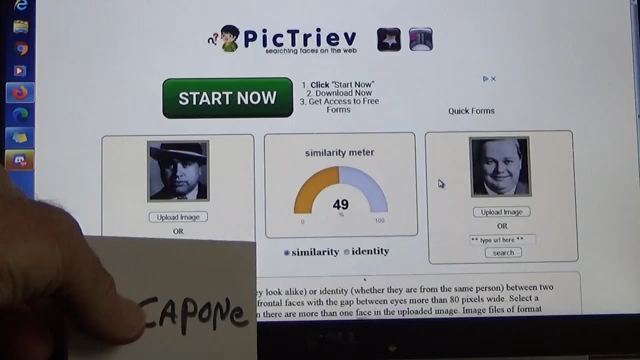 PicTriev
searching faces on the web
START NOW
1. Click "Start Now"
2. Download Now
3. Get Access to Free
Forms
Quick Forms
similarity meter
49
%
0
100
Upload Image
OR
Upload Image
OR
** type url here **
search
similarity identity
ey look alike) or identity (whether they are from the same person) between two
frontal faces with the gap between eyes more than 80 pixels wide. Select a
n there are more than one face in the uploaded image. Image files of format
CAPONe